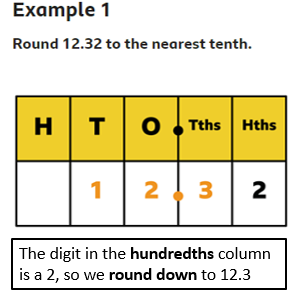 Example 1
Round 12.32 to the nearest tenth.
H T O . Tths Hths
1 2 . 3 2
The digit in the hundredths column
is a 2, so we round down to 12.3